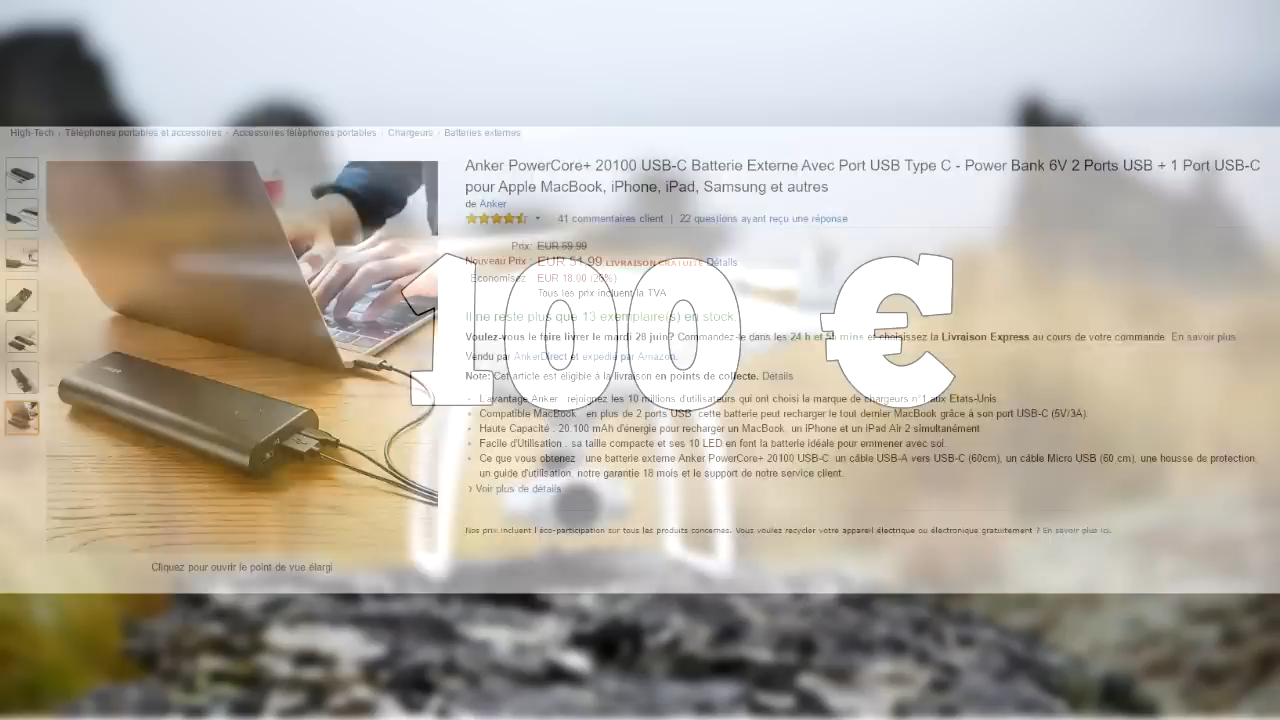 High-Tech › Téléphones portables et accessoires › Accessoires téléphones portables › Chargeurs › Batteries externes
Anker PowerCore+ 20100 USB-C Batterie Externe Avec Port USB Type C - Power Bank 6V 2 Ports USB + 1 Port USB-C
pour Apple MacBook, iPhone, iPad, Samsung et autres
de Anker
41 commentaires client | 22 questions ayant reçu une réponse
Prix:
Nouveau Prix : EUR 51,99 LIVRAISON GRATUITE Détails
Économisez : EUR 18,00 (26%)
Tous les prix incluent la TVA
100 €
Il ne reste plus que 13 exemplaire(s) en stock.
Voulez-vous le faire livrer le mardi 28 juin? Commandez-le dans les 24 h et mins et choisissez la Livraison Express au cours de votre commande. En savoir plus
Vendu par AnkerDirect et expédié par Amazon.
Note: Cet article est éligible à la livraison en points de collecte. Détails
• L'avantage Anker : rejoignez les 10 millions d'utilisateurs qui ont choisi la marque de chargeurs n°1 aux Etats-Unis
• Compatible MacBook : en plus de 2 ports USB, cette batterie peut recharger le tout dernier MacBook grâce à son port USB-C (5V/3A).
• Haute Capacité : 20.100 mAh d'énergie pour recharger un MacBook, un iPhone et un iPad Air 2 simultanément
• Facile d'Utilisation : sa taille compacte et ses 10 LED en font la batterie idéale pour emmener avec soi.
• Ce que vous obtenez : une batterie externe Anker PowerCore+ 20100 USB-C, un câble USB-A vers USB-C (60cm), un câble Micro USB (60 cm), une housse de protection,
un guide d'utilisation, notre garantie 18 mois et le support de notre service client.
› Voir plus de détails
Nos prix incluent l'éco-participation sur tous les produits concernés. Vous voulez recycler votre appareil électrique ou électronique gratuitement ? En savoir plus ici.
Cliquez pour ouvrir le point de vue élargi